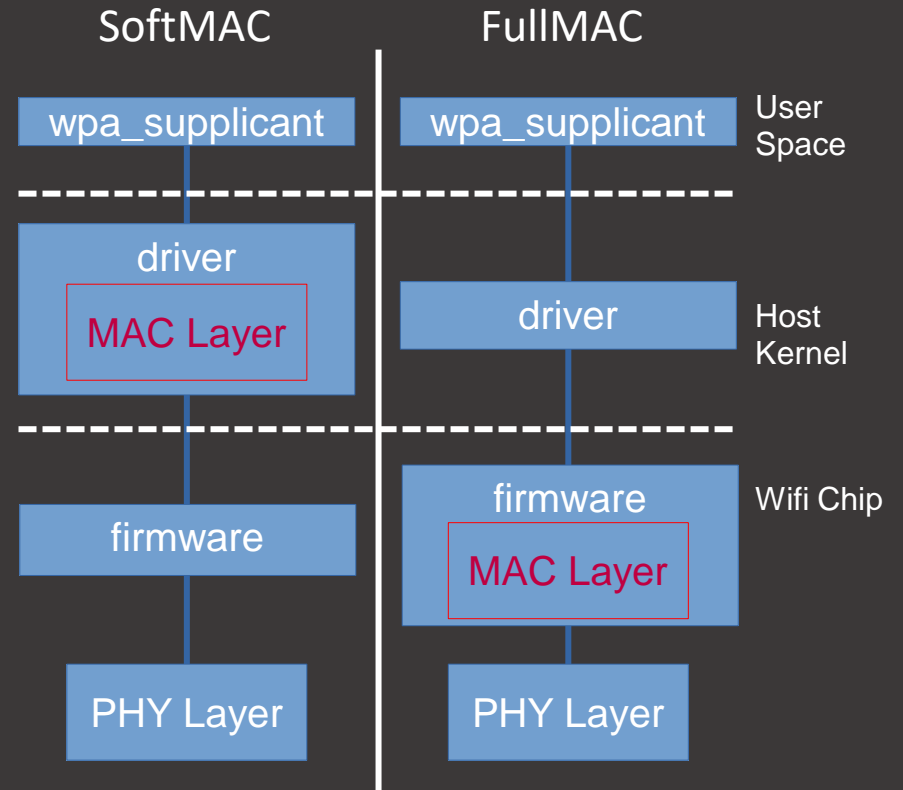 SoftMAC
FullMAC
wpa_supplicant
wpa_supplicant
User
Space
driver
MAC Layer
driver
Host
Kernel
firmware
firmware
MAC Layer
Wifi Chip
PHY Layer
PHY Layer